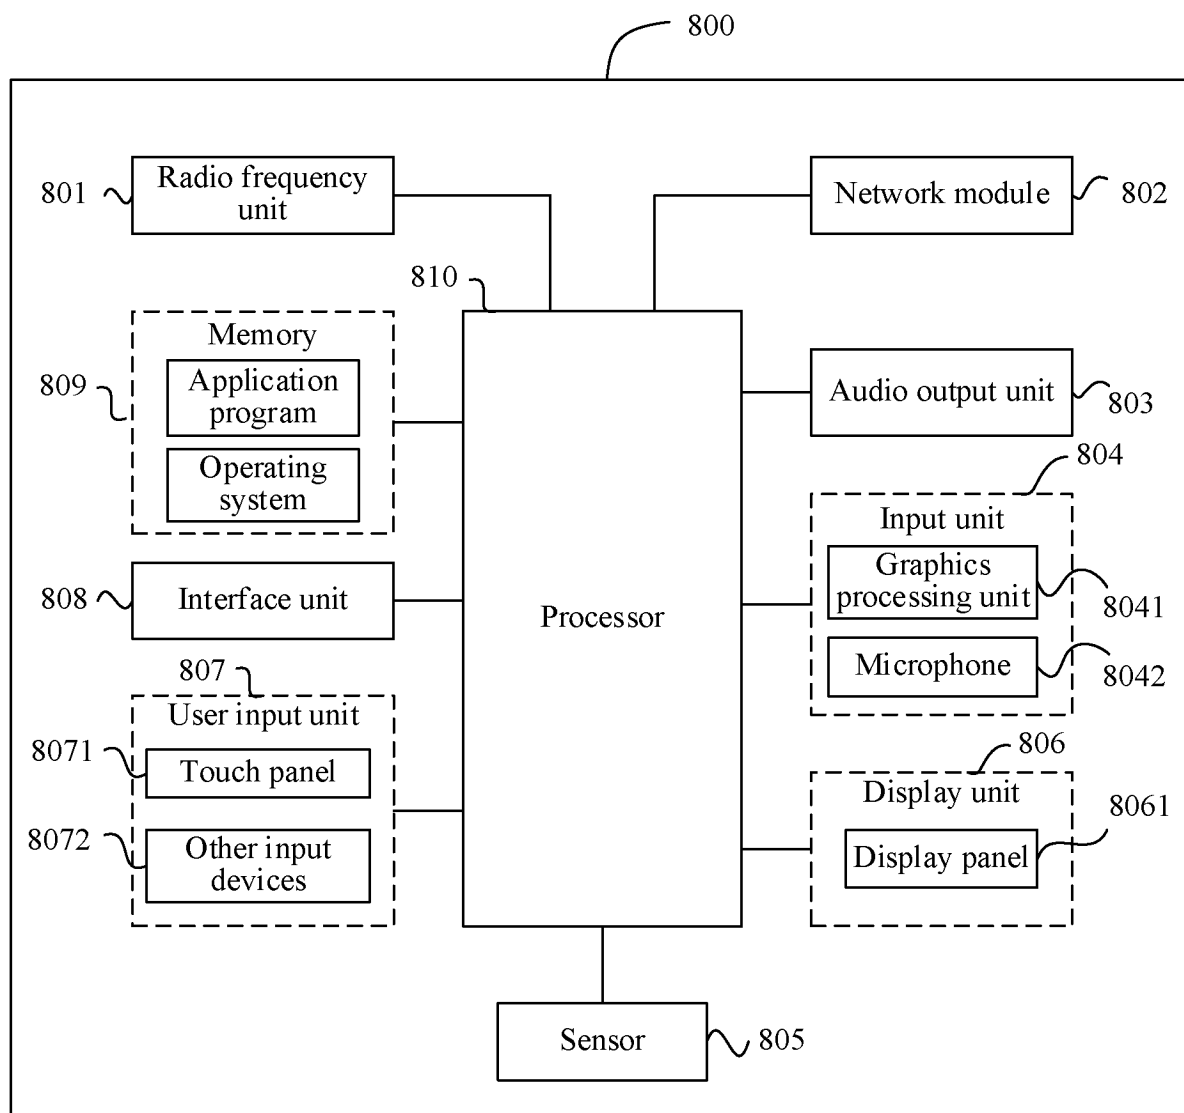 800
801
Radio frequency
unit
Network module
802
810
Memory
Application
program
Operating
system
809
Audio output unit
803
804
Input unit
Graphics
processing unit
8041
Microphone
8042
808
Interface unit
Processor
807
User input unit
8071
Touch panel
8072
Other input
devices
806
Display unit
8061
Display panel
Sensor
805